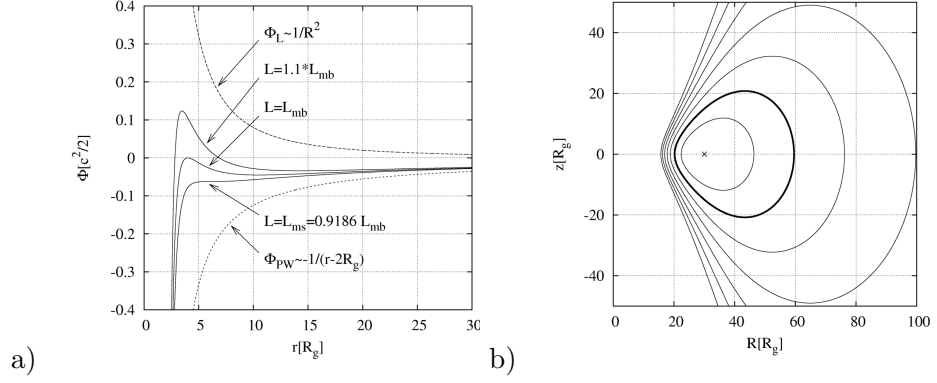 0.4
0.3
0.2
0.1
0
-0.1
-0.2
-0.3
-0.4
Φ[c²/2]
0 5 10 15 20 25 30
r[R_g]
Φ_L~1/R²
L=1.1*L_mb
L=L_mb
L=L_ms=0.9186 L_mb
Φ_PW~-1/(r-2R_g)
a)
40
20
0
-20
-40
z[R_g]
0 20 40 60 80 100
R[R_g]
b)